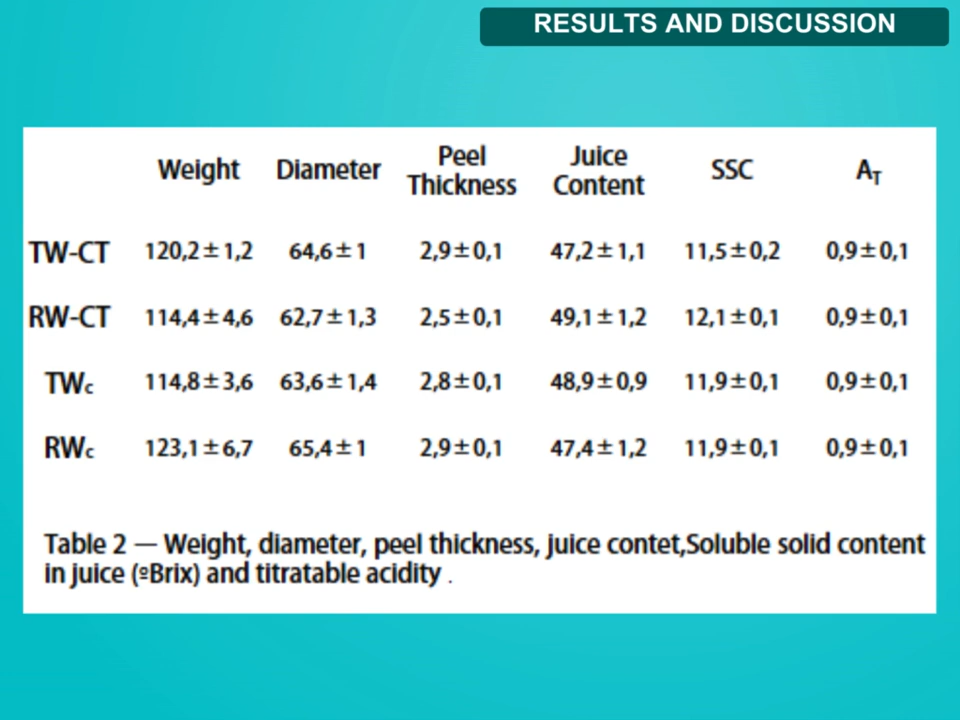 RESULTS AND DISCUSSION
Weight Diameter Peel Thickness Juice Content SSC AT
TW-CT 120,2±1,2 64,6±1 2,9±0,1 47,2±1,1 11,5±0,2 0,9±0,1
RW-CT 114,4±4,6 62,7±1,3 2,5±0,1 49,1±1,2 12,1±0,1 0,9±0,1
TWc 114,8±3,6 63,6±1,4 2,8±0,1 48,9±0,9 11,9±0,1 0,9±0,1
RWc 123,1±6,7 65,4±1 2,9±0,1 47,4±1,2 11,9±0,1 0,9±0,1
Table 2 — Weight, diameter, peel thickness, juice contet,Soluble solid content
in juice (ºBrix) and titratable acidity .